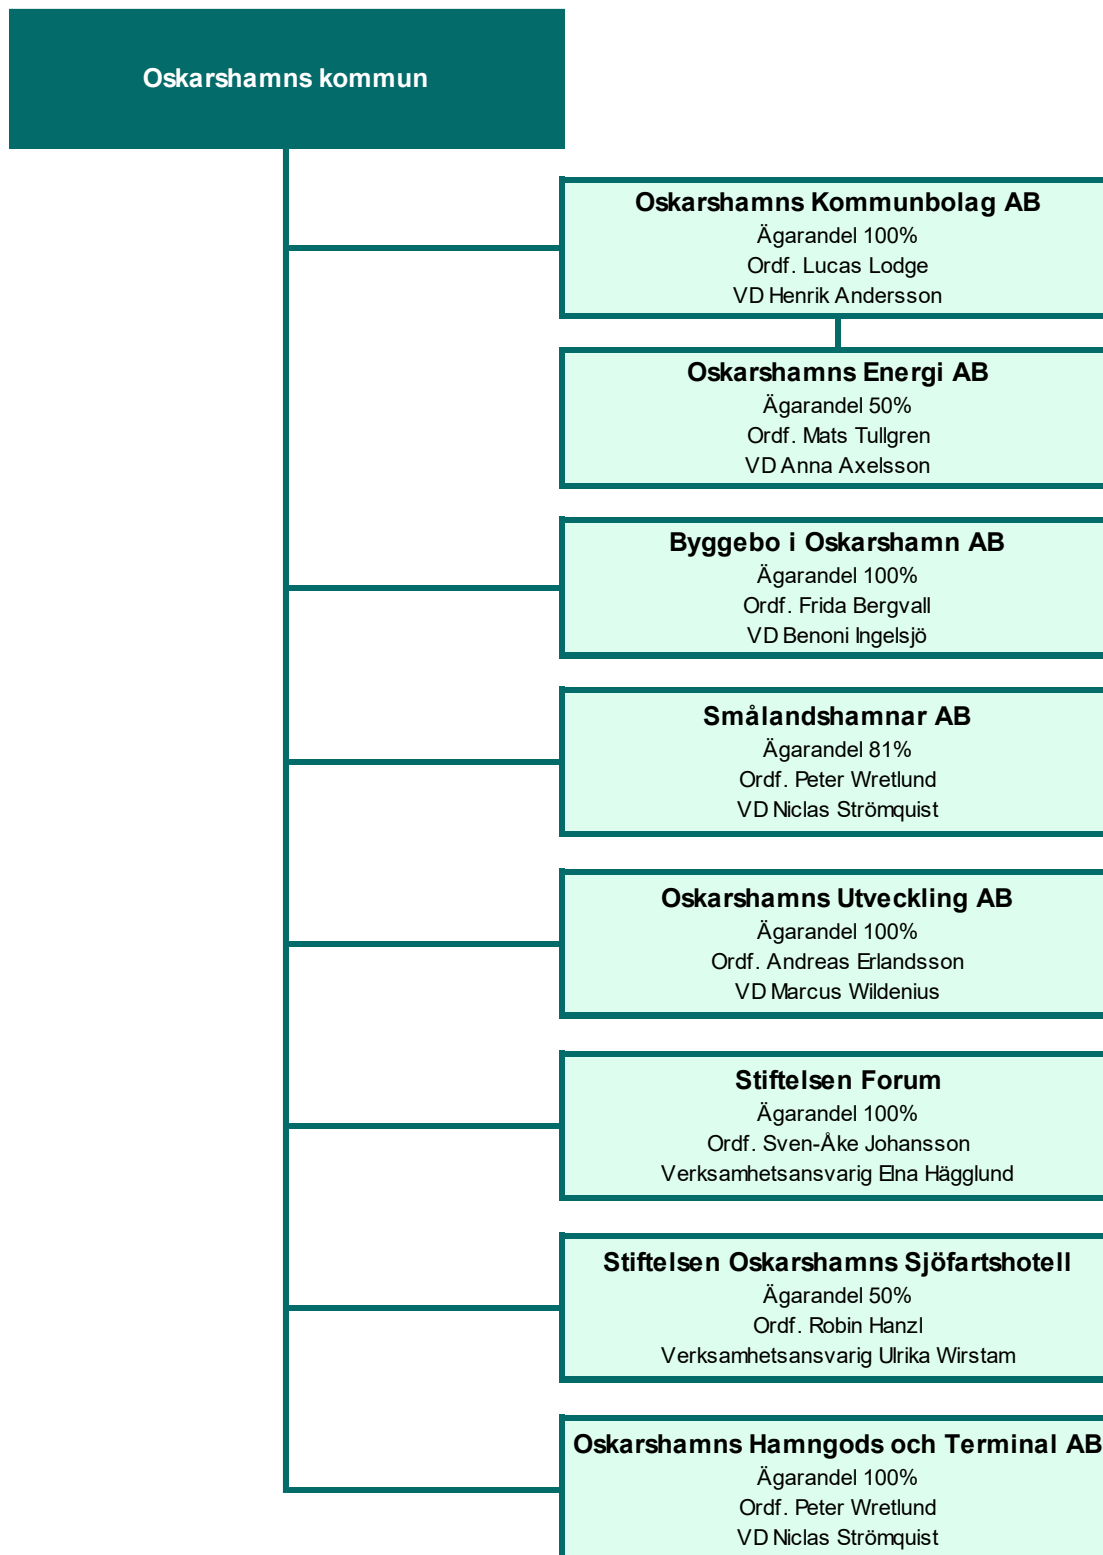 Oskarshamns kommun
Oskarshamns Kommunbolag AB
Ägarandel 100%
Ordf. Lucas Lodge
VD Henrik Andersson
Oskarshamns Energi AB
Ägarandel 50%
Ordf. Mats Tullgren
VD Anna Axelsson
Byggebo i Oskarshamn AB
Ägarandel 100%
Ordf. Frida Bergvall
VD Benoni Ingelsjö
Smålandshamnar AB
Ägarandel 81%
Ordf. Peter Wretlund
VD Niclas Strömquist
Oskarshamns Utveckling AB
Ägarandel 100%
Ordf. Andreas Erlandsson
VD Marcus Wildenius
Stiftelsen Forum
Ägarandel 100%
Ordf. Sven-Åke Johansson
Verksamhetsansvarig Elna Hägglund
Stiftelsen Oskarshamns Sjöfartshotell
Ägarandel 50%
Ordf. Robin Hanzl
Verksamhetsansvarig Ulrika Wirstam
Oskarshamns Hamngods och Terminal AB
Ägarandel 100%
Ordf. Peter Wretlund
VD Niclas Strömquist